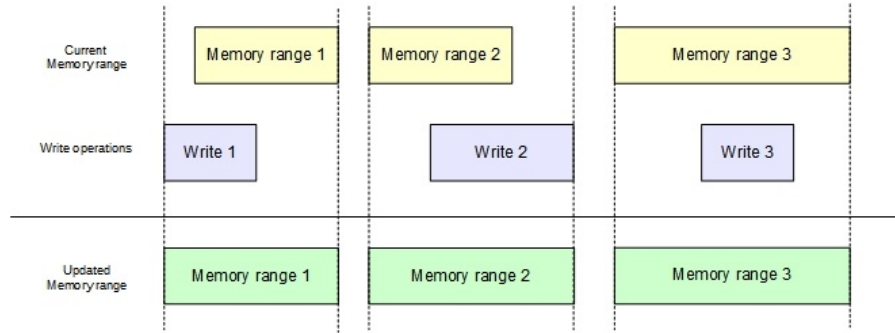 Current
Memory range
Memory range 1
Memory range 2
Memory range 3
Write operations
Write 1
Write 2
Write 3
Updated
Memory range
Memory range 1
Memory range 2
Memory range 3